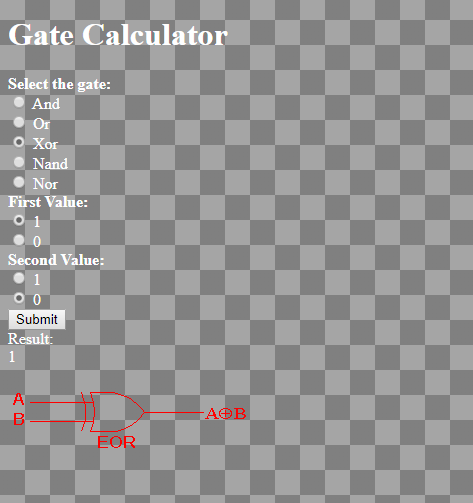 Gate Calculator
Select the gate:
And
Or
Xor
Nand
Nor
First Value:
1
0
Second Value:
1
0
Submit
Result:
1
A
B
A⊕B
EOR